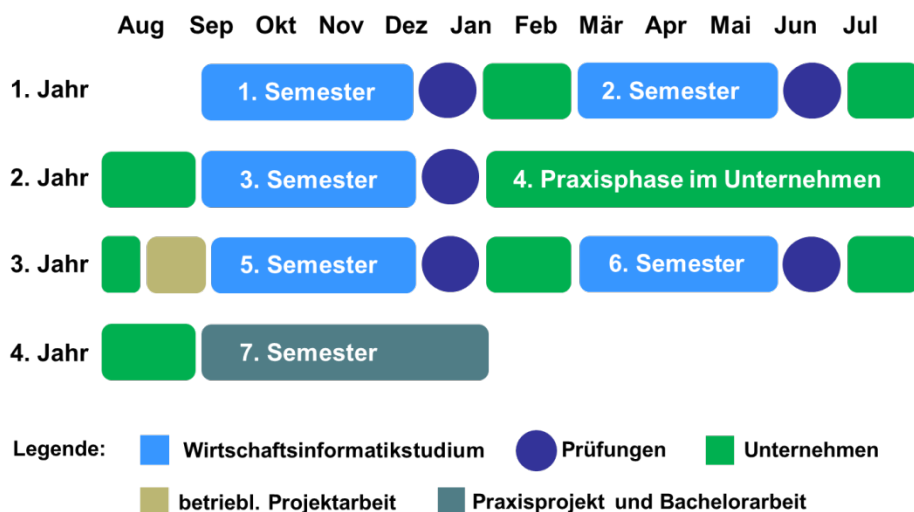 Aug Sep Okt Nov Dez Jan Feb Mär Apr Mai Jun Jul
1. Jahr 1. Semester 2. Semester
2. Jahr 3. Semester 4. Praxisphase im Unternehmen
3. Jahr 5. Semester 6. Semester
4. Jahr 7. Semester
Legende: Wirtschaftsinformatikstudium Prüfungen Unternehmen
betriebl. Projektarbeit Praxisprojekt und Bachelorarbeit